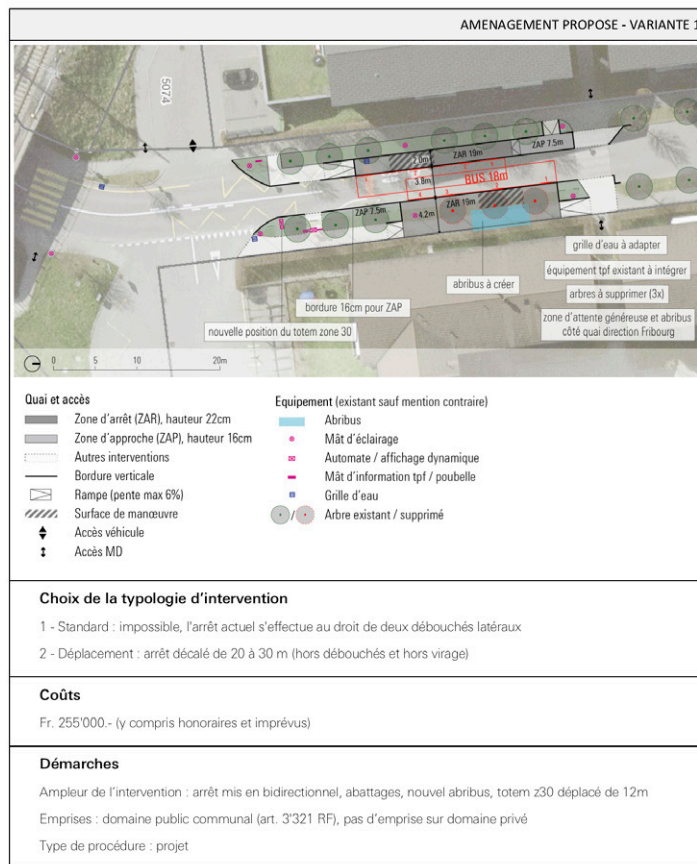 AMENAGEMENT PROPOSE - VARIANTE 1
5074
2.0m
ZAR 19m
ZAP 7.5m
BUS 18m
3.8m
ZAP 7.5m
4.2m
ZAR 19m
grille d'eau à adapter
équipement tpf existant à intégrer
abribus à créer
arbres à supprimer (3x)
bordure 16cm pour ZAP
zone d'attente généreuse et abribus
côté quai direction Fribourg
nouvelle position du totem zone 30
0 5 10 20m
Quai et accès
Zone d'arrêt (ZAR), hauteur 22cm
Zone d'approche (ZAP), hauteur 16cm
Autres interventions
Bordure verticale
Rampe (pente max 6%)
Surface de manœuvre
Accès véhicule
Accès MD
Equipement (existant sauf mention contraire)
Abribus
Mât d'éclairage
Automate / affichage dynamique
Mât d'information tpf / poubelle
Grille d'eau
Arbre existant / supprimé
Choix de la typologie d'intervention
1 - Standard : impossible, l'arrêt actuel s'effectue au droit de deux débouchés latéraux
2 - Déplacement : arrêt décalé de 20 à 30 m (hors débouchés et hors virage)
Coûts
Fr. 255'000.- (y compris honoraires et imprévus)
Démarches
Ampleur de l'intervention : arrêt mis en bidirectionnel, abattages, nouvel abribus, totem z30 déplacé de 12m
Emprises : domaine public communal (art. 3'321 RF), pas d'emprise sur domaine privé
Type de procédure : projet